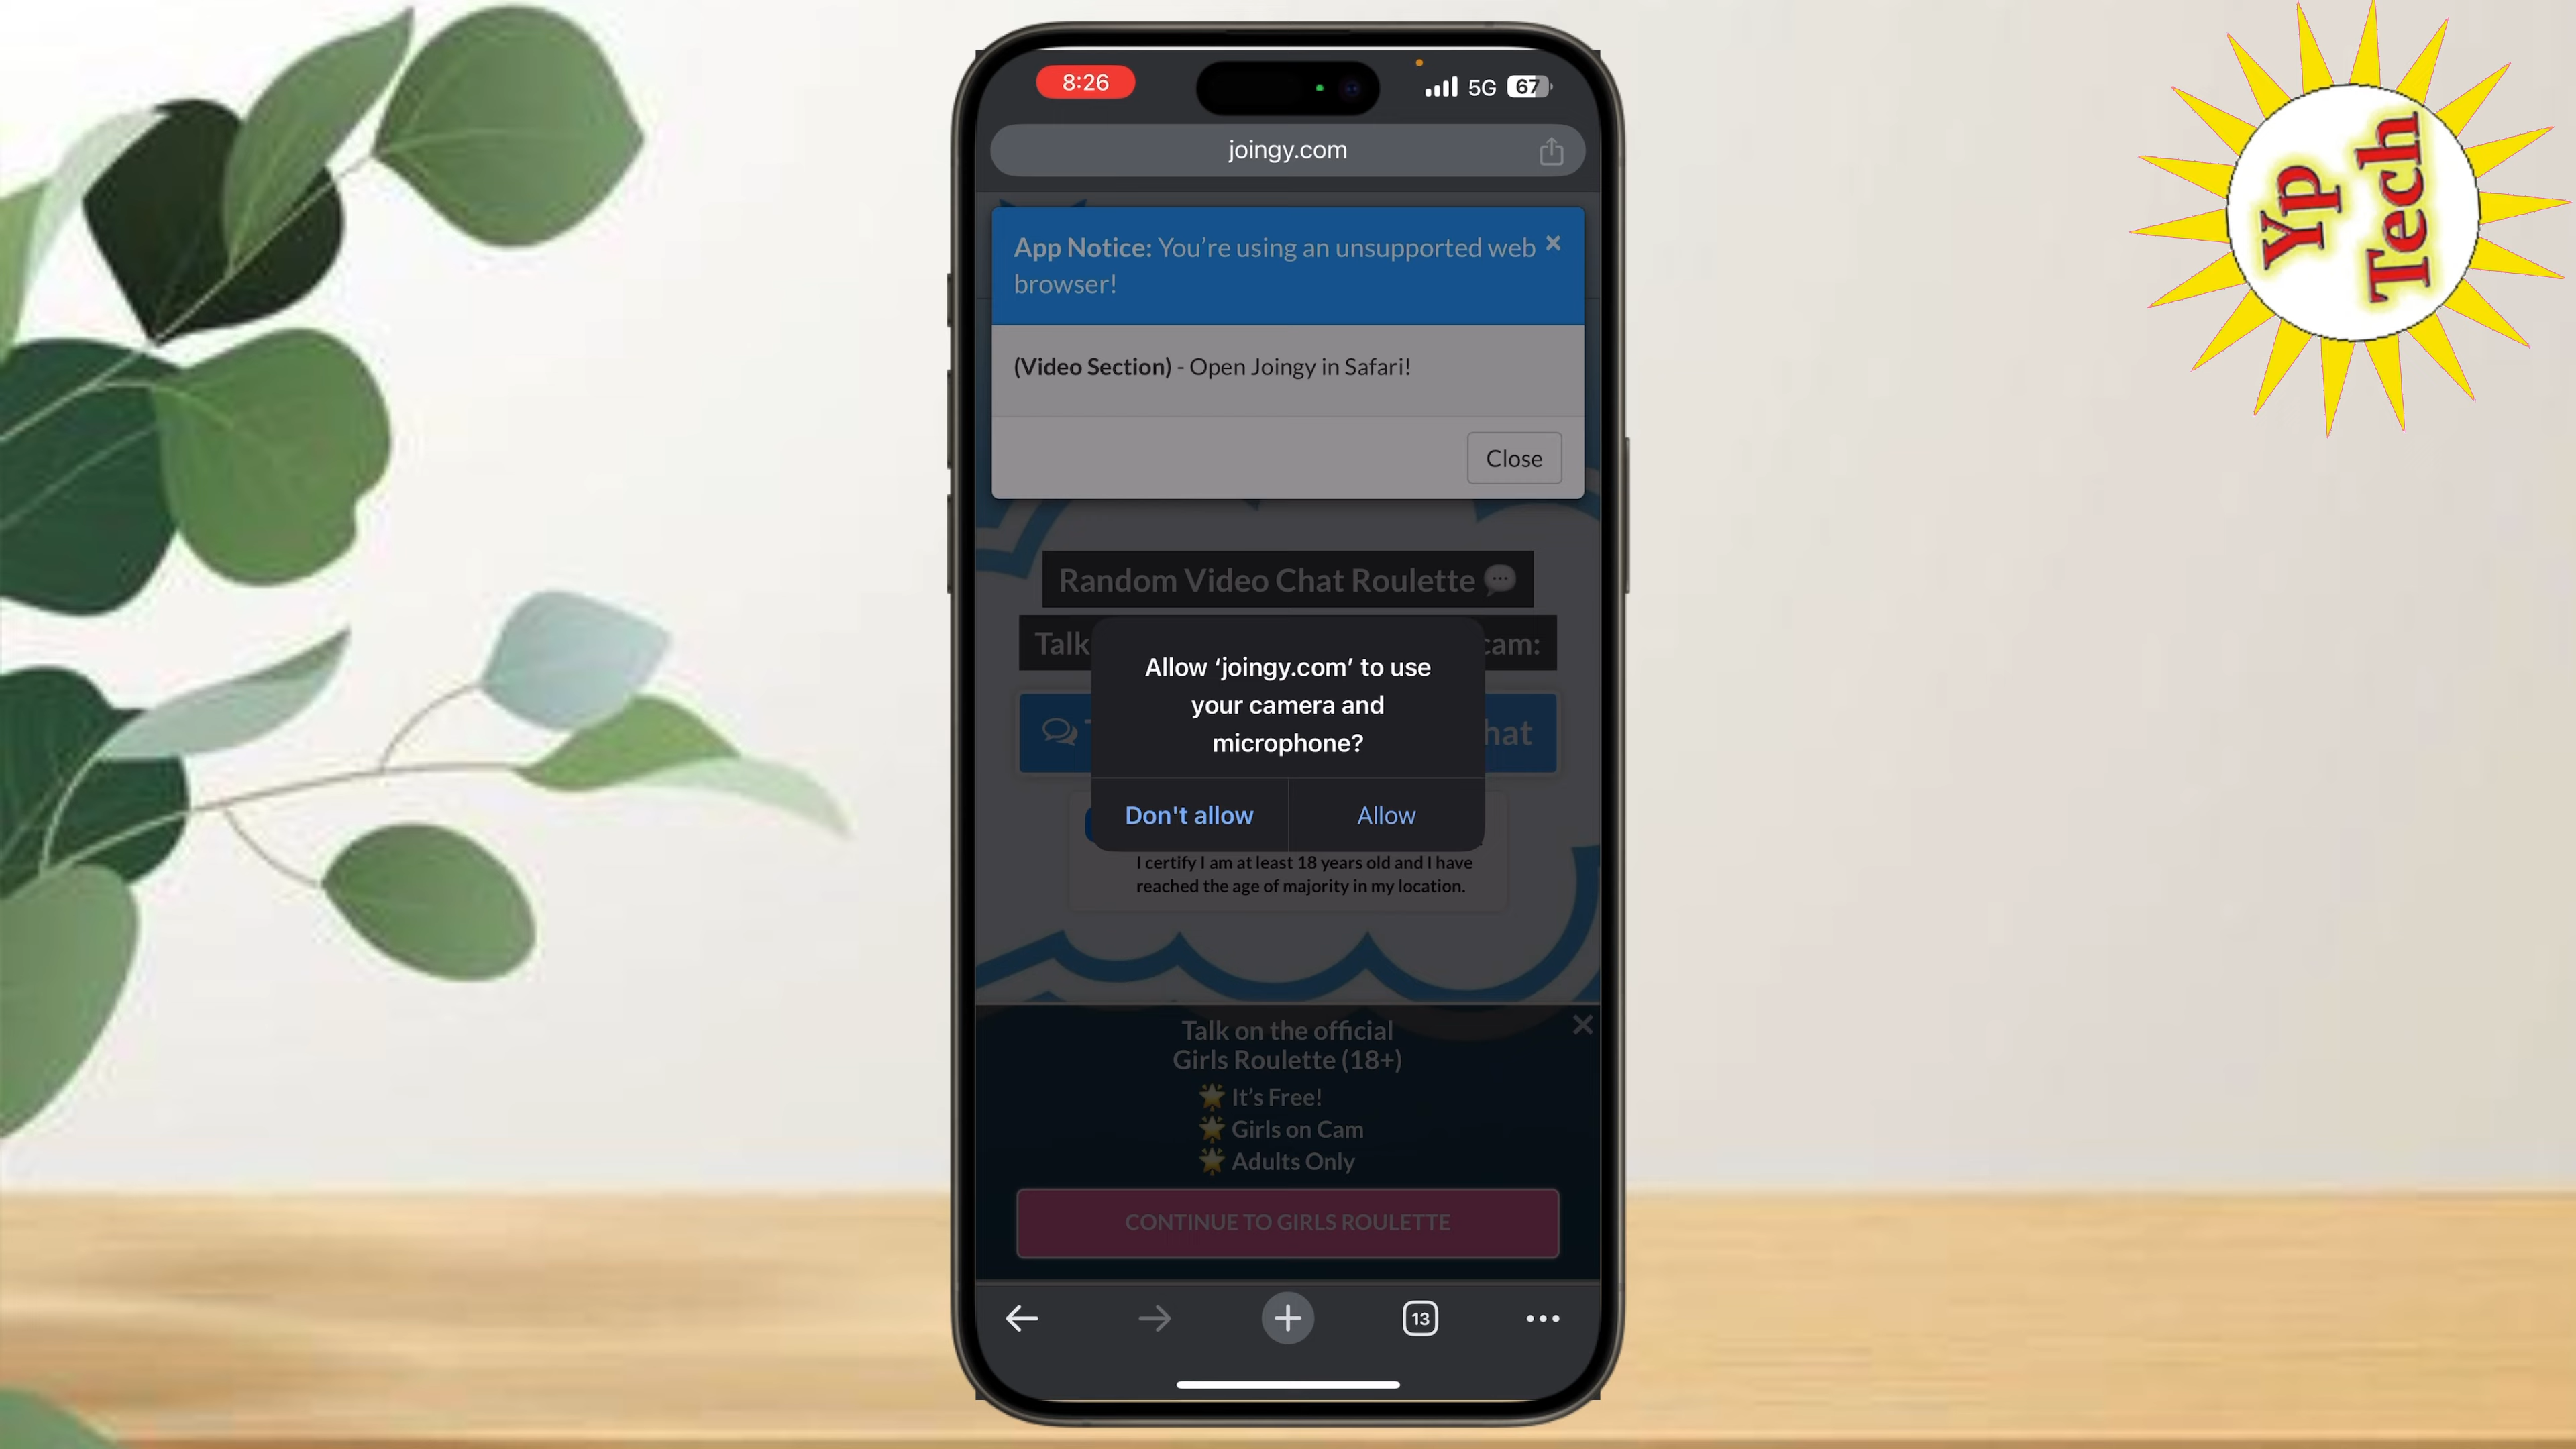 Yp
Tech
8:26
5G 67
joingy.com
App Notice: You're using an unsupported web
browser!
(Video Section) - Open Joingy in Safari!
Close
Random Video Chat Roulette
Talk cam:
hat
Allow ‘joingy.com’ to use
your camera and
microphone?
Don't allow
Allow
I certify I am at least 18 years old and I have
reached the age of majority in my location.
Talk on the official
Girls Roulette (18+)
It's Free!
Girls on Cam
Adults Only
CONTINUE TO GIRLS ROULETTE
13